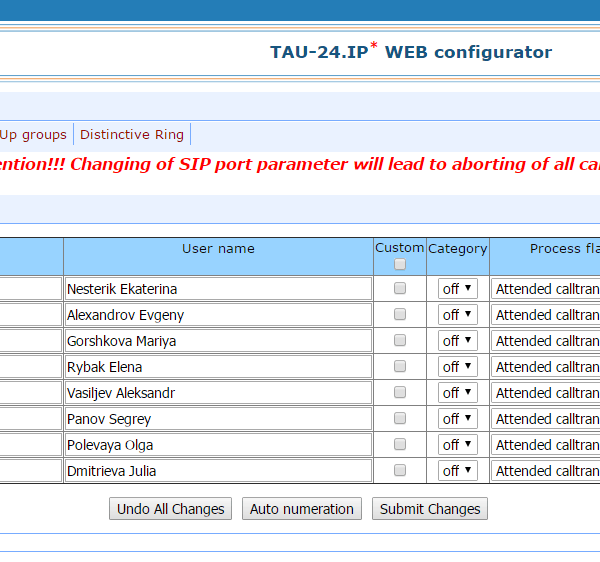 TAU-24.IP* WEB configurator
Up groups Distinctive Ring
ention!!! Changing of SIP port parameter will lead to aborting of all ca
User name Custom Category Process fla
Nesterik Ekaterina off Attended calltran
Alexandrov Evgeny off Attended calltran
Gorshkova Mariya off Attended calltran
Rybak Elena off Attended calltran
Vasiljev Aleksandr off Attended calltran
Panov Segrey off Attended calltran
Polevaya Olga off Attended calltran
Dmitrieva Julia off Attended calltran
Undo All Changes Auto numeration Submit Changes